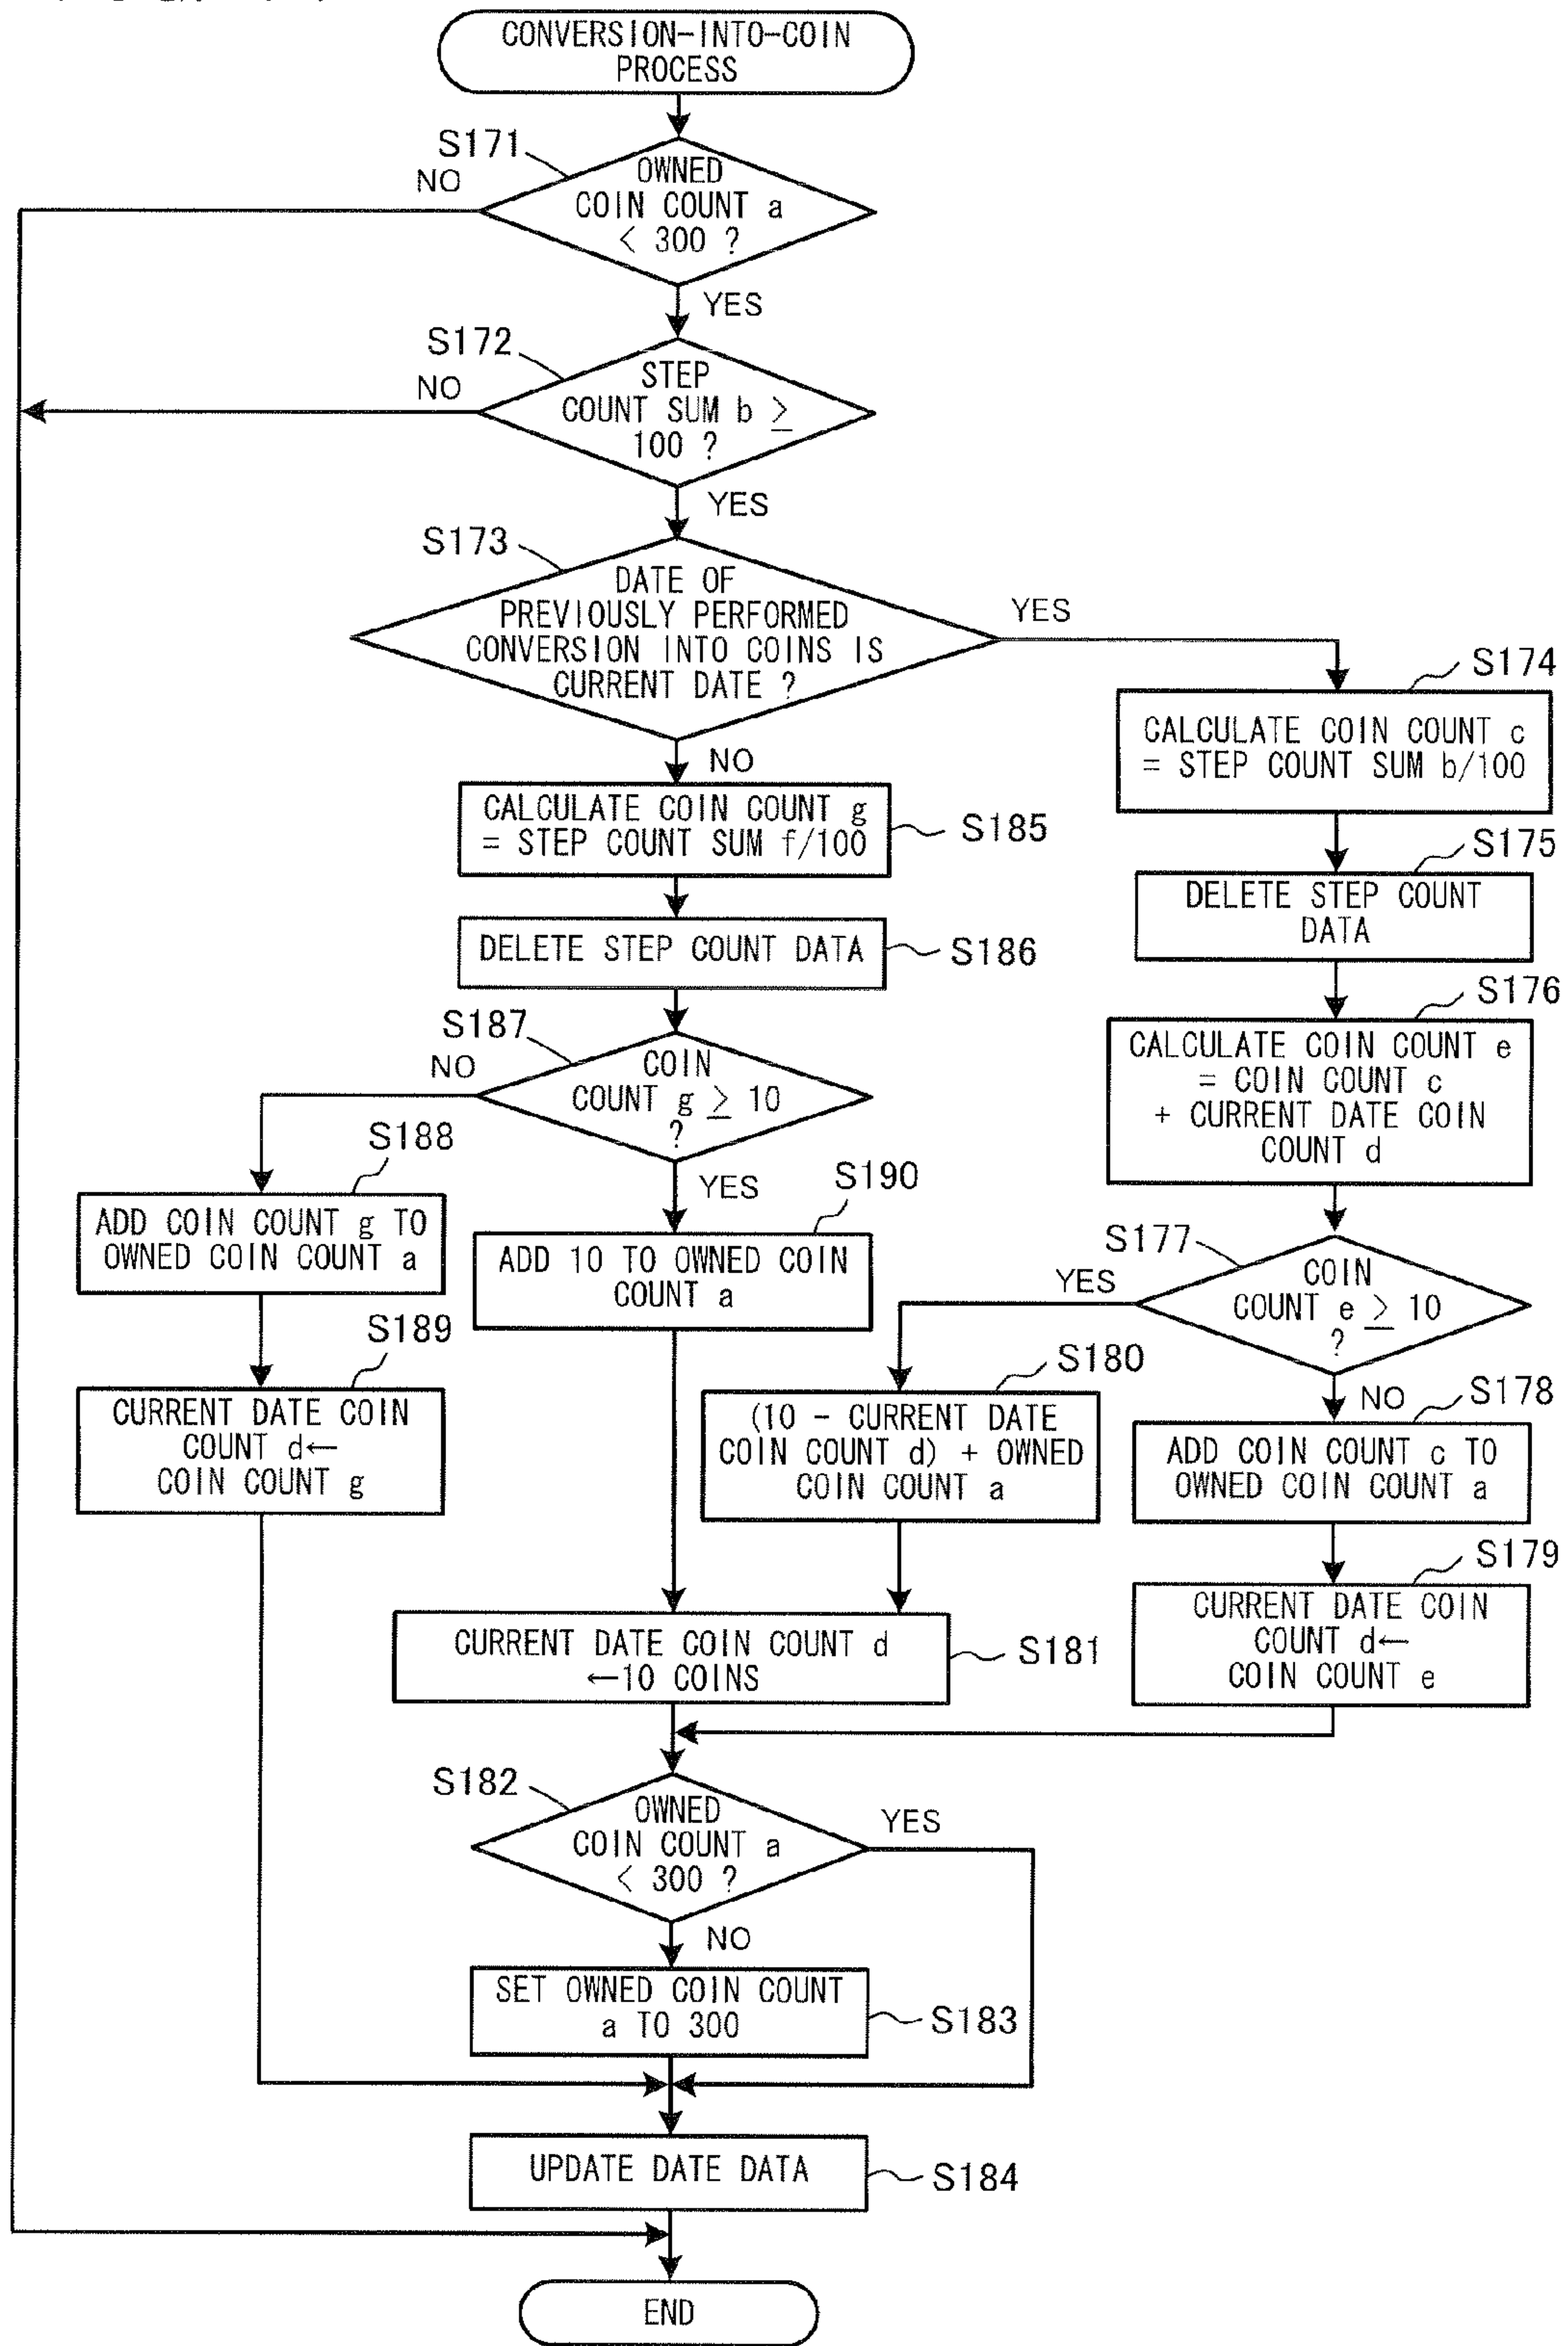 CONVERSION-INTO-COIN
PROCESS
S171
OWNED
COIN COUNT a
< 300 ?
NO
YES
S172
STEP
COUNT SUM b ≥
100 ?
NO
YES
S173
DATE OF
PREVIOUSLY PERFORMED
CONVERSION INTO COINS IS
CURRENT DATE ?
YES
NO
S174
CALCULATE COIN COUNT c
= STEP COUNT SUM b/100
S175
DELETE STEP COUNT
DATA
S176
CALCULATE COIN COUNT e
= COIN COUNT c
+ CURRENT DATE COIN
COUNT d
S177
COIN
COUNT e ≥ 10
?
YES
NO
S178
ADD COIN COUNT c TO
OWNED COIN COUNT a
S179
CURRENT DATE COIN
COUNT d←
COIN COUNT e
S180
(10 - CURRENT DATE
COIN COUNT d) + OWNED
COIN COUNT a
S185
CALCULATE COIN COUNT g
= STEP COUNT SUM f/100
S186
DELETE STEP COUNT DATA
S187
COIN
COUNT g ≥ 10
?
NO
YES
S188
ADD COIN COUNT g TO
OWNED COIN COUNT a
S189
CURRENT DATE COIN
COUNT d←
COIN COUNT g
S190
ADD 10 TO OWNED COIN
COUNT a
S181
CURRENT DATE COIN COUNT d
←10 COINS
S182
OWNED
COIN COUNT a
< 300 ?
YES
NO
S183
SET OWNED COIN COUNT
a TO 300
S184
UPDATE DATE DATA
END